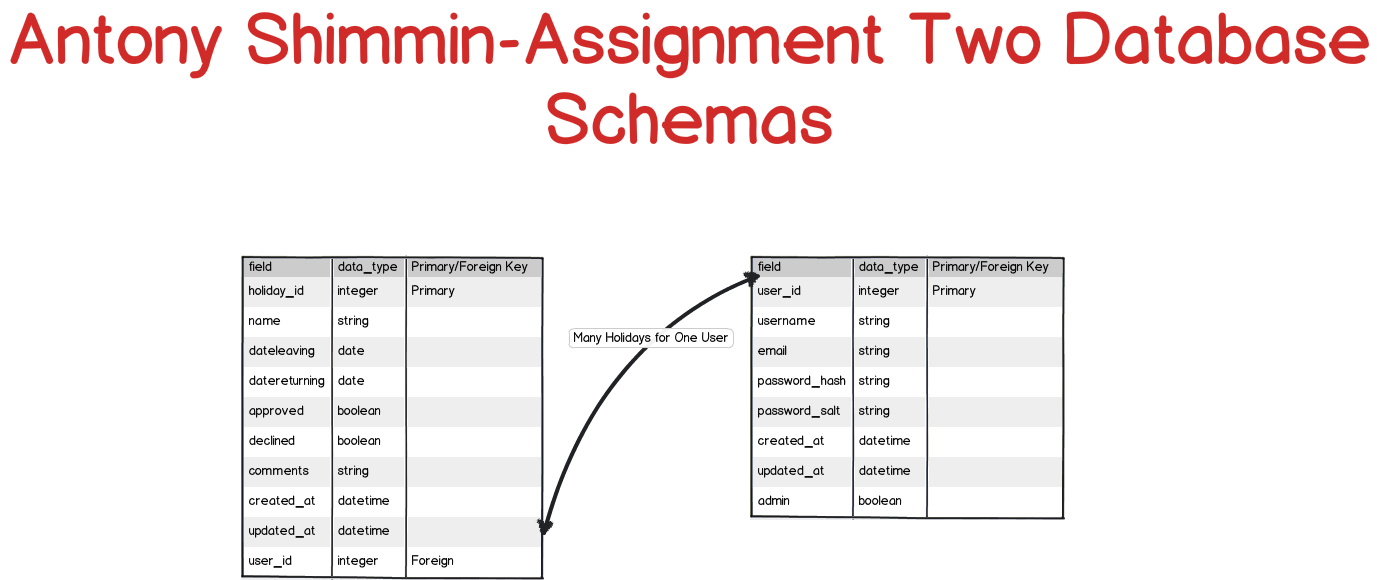 Antony Shimmin-Assignment Two Database
Schemas
field data_type Primary/Foreign Key
holiday_id integer Primary
name string
dateleaving date
datereturning date
approved boolean
declined boolean
comments string
created_at datetime
updated_at datetime
user_id integer Foreign
Many Holidays for One User
field data_type Primary/Foreign Key
user_id integer Primary
username string
email string
password_hash string
password_salt string
created_at datetime
updated_at datetime
admin boolean